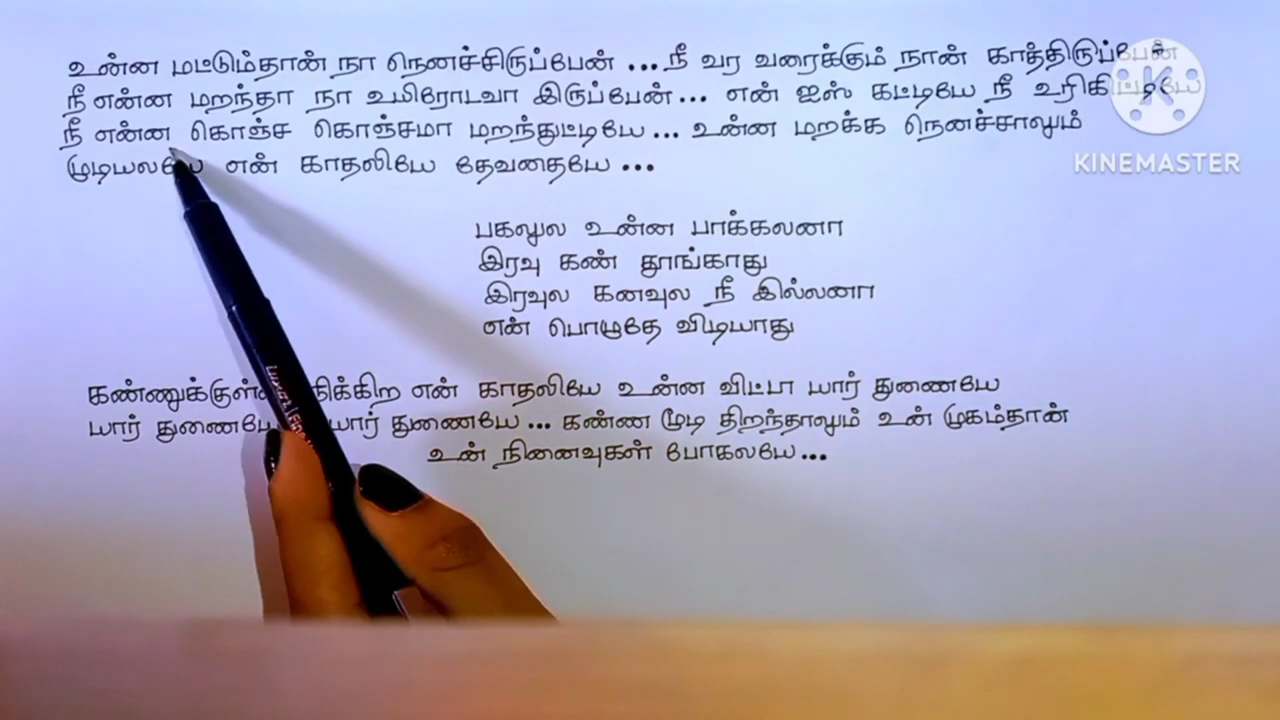 உன்ன மட்டும்தான் நா நெனச்சிருப்பேன் ... நீ வர வரைக்கும் நான் காத்திருப்பேன்
நீ என்ன மறந்தா நா உயிரோடவா இருப்பேன்... என் ஐஸ் கட்டியே நீ உரிகிட்டியே
நீ என்ன கொஞ்ச கொஞ்சமா மறந்துட்டியே... உன்ன மறக்க நெனச்சாலும்
முடியலயே என் காதலியே தேவதையே ...
பகலுல உன்ன பாக்கலனா
இரவு கண் தூங்காது
இரவுல கனவுல நீ இல்லனா
என் பொழுதே விடியாது
கண்ணுக்குள்ள என் காதலியே உன்ன விட்டா யார் துணையே
யார் துணையே யார் துணையே... கண்ண மூடி திறந்தாலும் உன் முகம்தான்
உன் நினைவுகள் போகலயே...
KINEMASTER